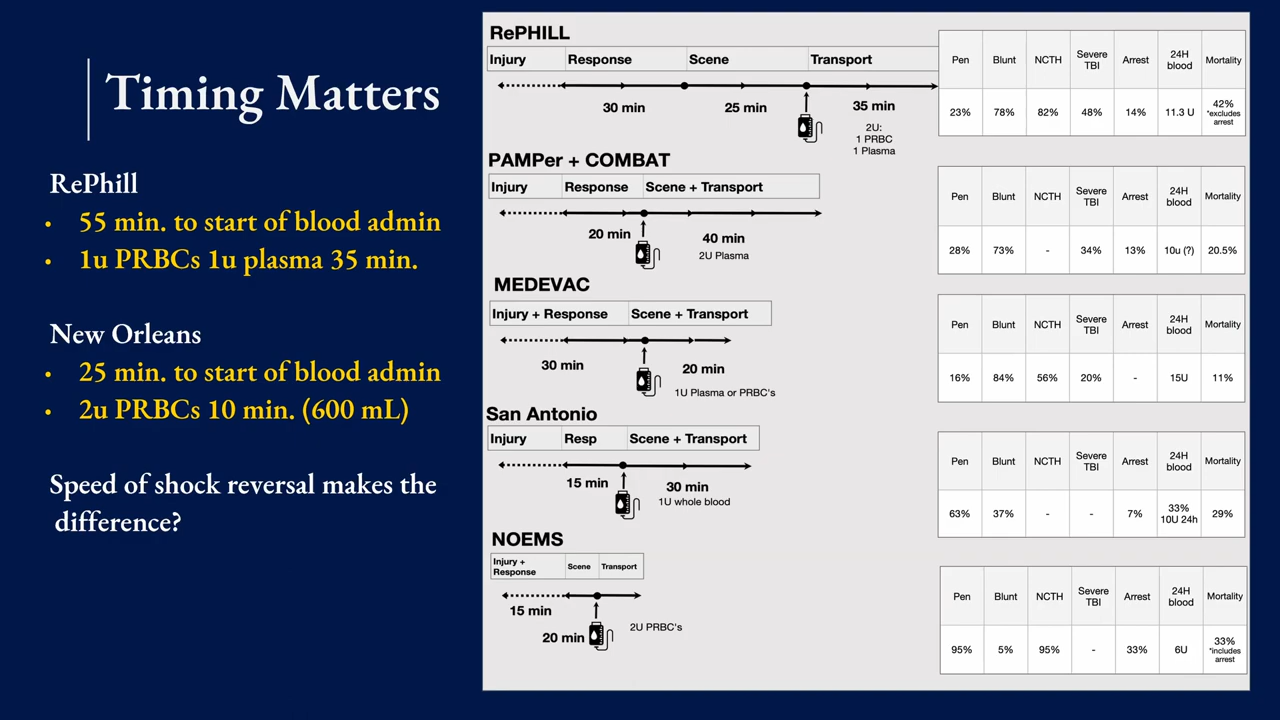 Timing Matters
RePhill
• 55 min. to start of blood admin
• 1u PRBCs 1u plasma 35 min.
New Orleans
• 25 min. to start of blood admin
• 2u PRBCs 10 min. (600 mL)
Speed of shock reversal makes the
difference?
RePHILL
Injury Response Scene Transport
30 min 25 min 35 min
2U:
1 PRBC
1 Plasma
Pen Blunt NCTH Severe TBI Arrest 24H blood Mortality
23% 78% 82% 48% 14% 11.3 U 42% *excludes arrest
PAMPer + COMBAT
Injury Response Scene + Transport
20 min 40 min
2U Plasma
Pen Blunt NCTH Severe TBI Arrest 24H blood Mortality
28% 73% - 34% 13% 10u (?) 20.5%
MEDEVAC
Injury + Response Scene + Transport
30 min 20 min
1U Plasma or PRBC's
Pen Blunt NCTH Severe TBI Arrest 24H blood Mortality
16% 84% 56% 20% - 15U 11%
San Antonio
Injury Resp Scene + Transport
15 min 30 min
1U whole blood
Pen Blunt NCTH Severe TBI Arrest 24H blood Mortality
63% 37% - - 7% 33% 10U 24h 29%
NOEMS
Injury + Response Scene Transport
15 min
20 min 2U PRBC's
Pen Blunt NCTH Severe TBI Arrest 24H blood Mortality
95% 5% 95% - 33% 6U 33% *includes arrest